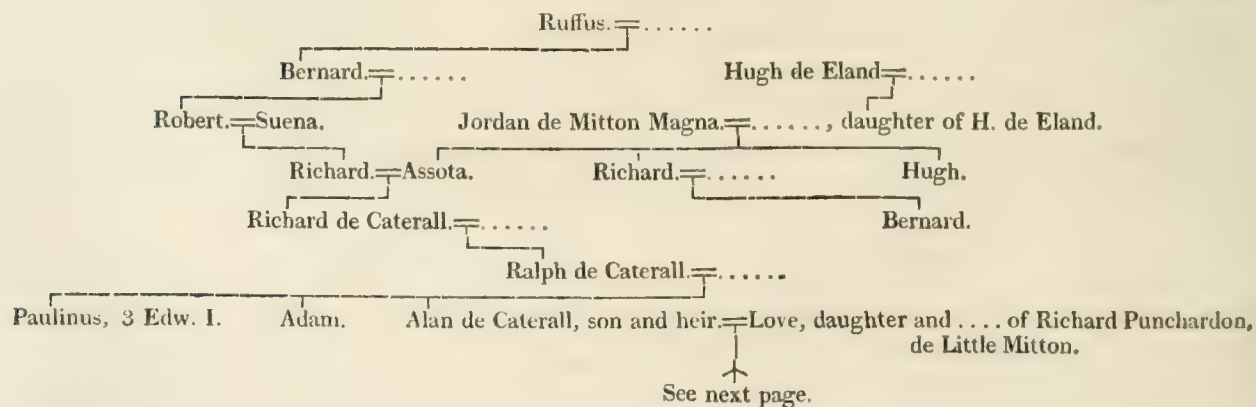 Ruffus.=......
Bernard.=...... Hugh de Eland=......
Robert.=Suena. Jordan de Mitton Magna.=......, daughter of H. de Eland.
Richard.=Assota. Richard.=...... Hugh.
Richard de Caterall.=...... Bernard.
Ralph de Caterall.=......
Paulinus, 3 Edw. I. Adam. Alan de Caterall, son and heir.=Love, daughter and .... of Richard Punchardon,
de Little Mitton.
See next page.